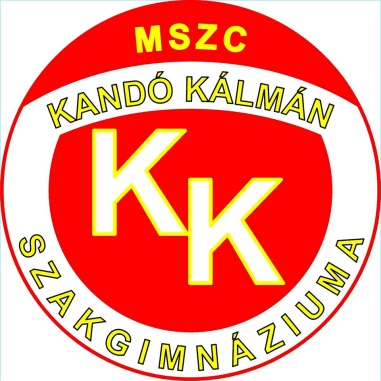 MSZC
KANDÓ KÁLMÁN
KK
SZAKGIMNÁZIUMA